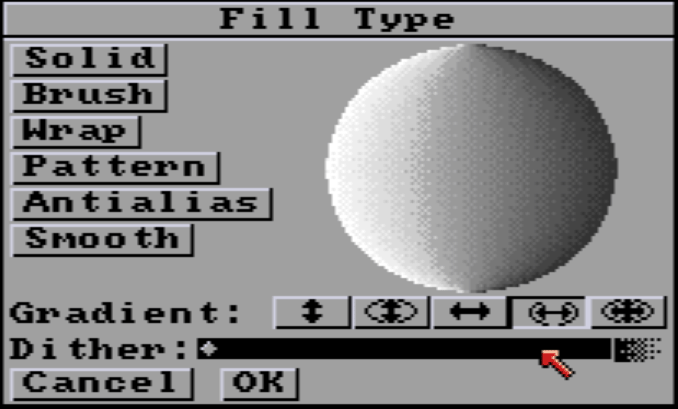 Fill Type
Solid
Brush
Wrap
Pattern
Antialias
Smooth
Gradient:
Dither:
Cancel OK